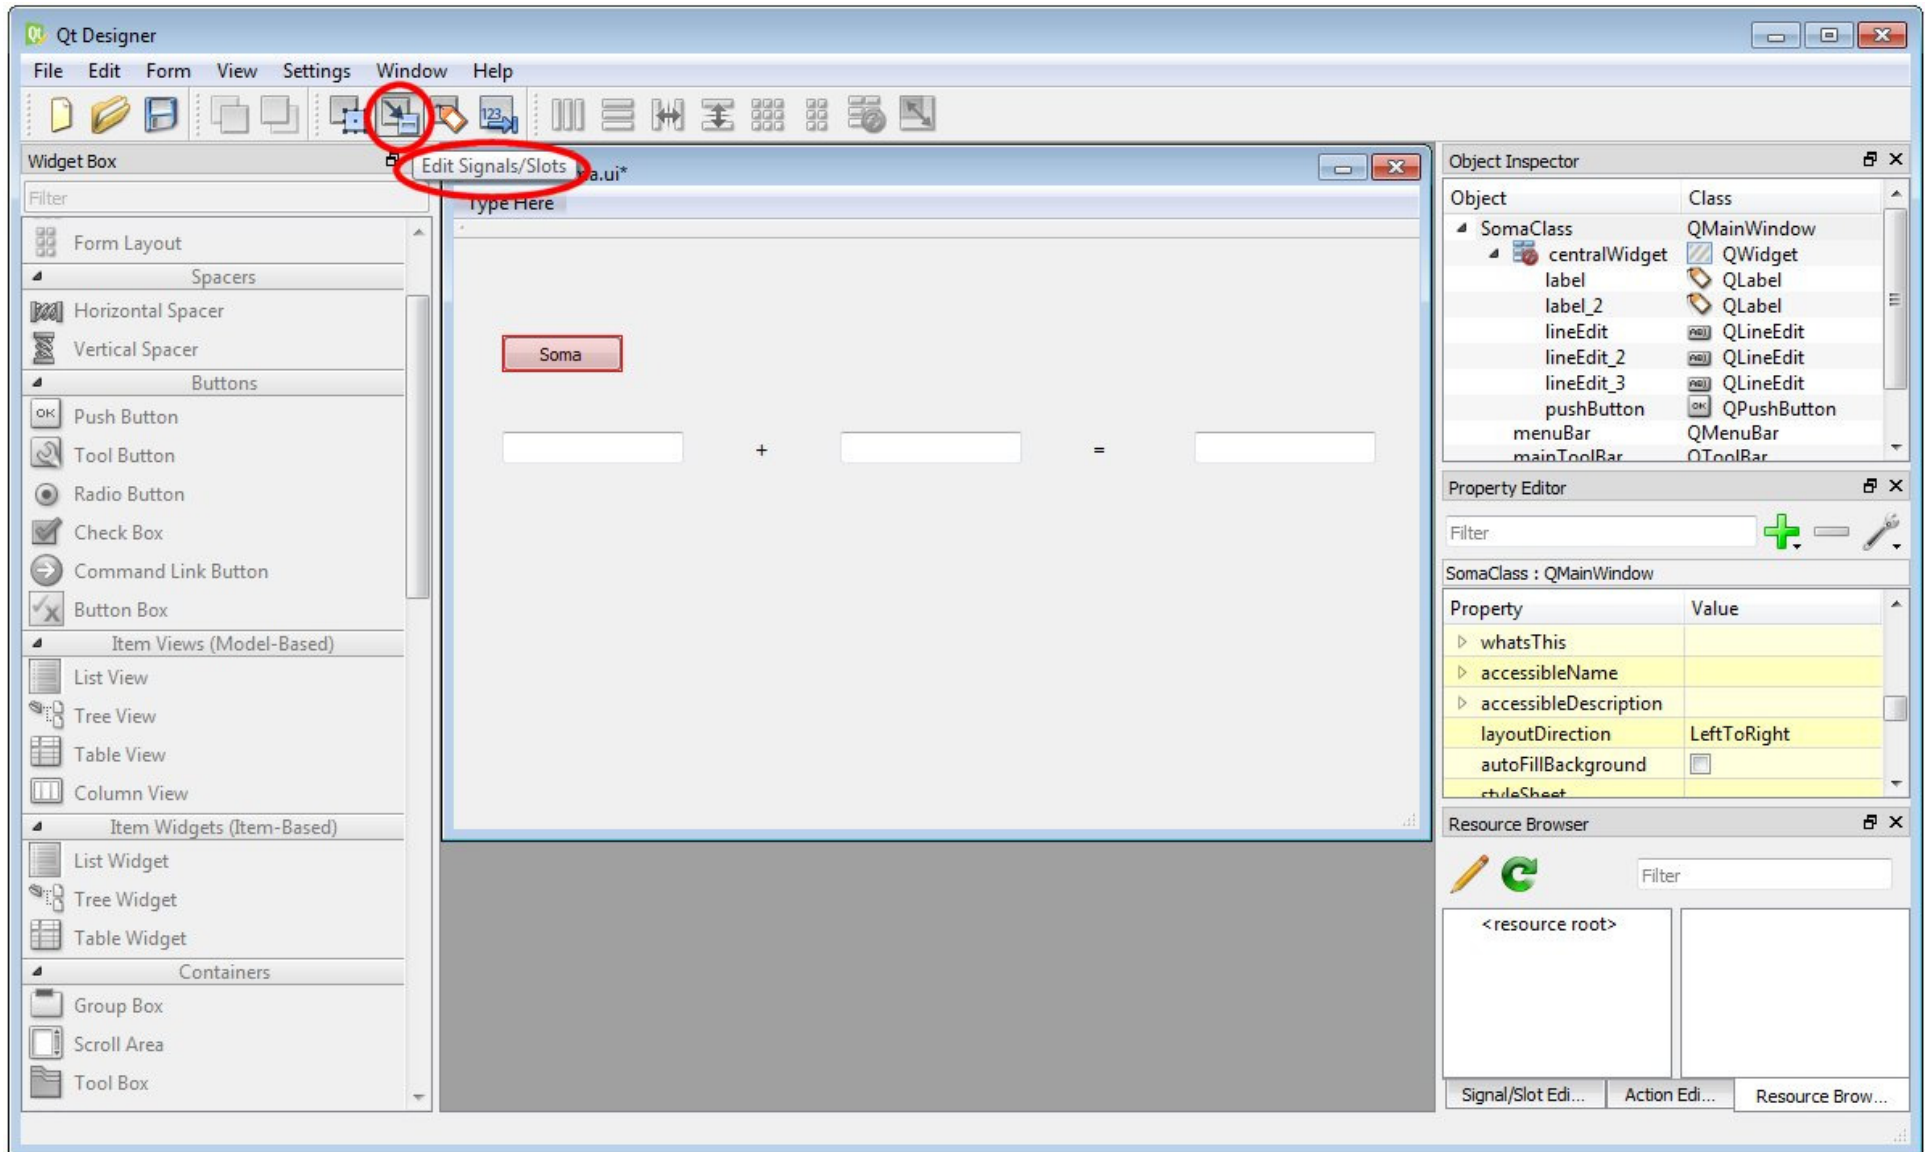 Qt Designer
File Edit Form View Settings Window Help
123
Widget Box
Edit Signals/Slots
a.ui*
Filter
Type Here
Form Layout
Spacers
Horizontal Spacer
Vertical Spacer
Buttons
OK Push Button
Tool Button
Radio Button
Check Box
Command Link Button
Button Box
Item Views (Model-Based)
List View
Tree View
Table View
Column View
Item Widgets (Item-Based)
List Widget
Tree Widget
Table Widget
Containers
Group Box
Scroll Area
Tool Box
Soma
+ =
Object Inspector
Object Class
SomaClass QMainWindow
centralWidget QWidget
label QLabel
label_2 QLabel
lineEdit QLineEdit
lineEdit_2 QLineEdit
lineEdit_3 QLineEdit
pushButton QPushButton
menuBar QMenuBar
mainToolBar QToolBar
Property Editor
Filter
SomaClass : QMainWindow
Property Value
whatsThis
accessibleName
accessibleDescription
layoutDirection LeftToRight
autoFillBackground
styleSheet
Resource Browser
Filter
<resource root>
Signal/Slot Edi... Action Edi... Resource Brow...